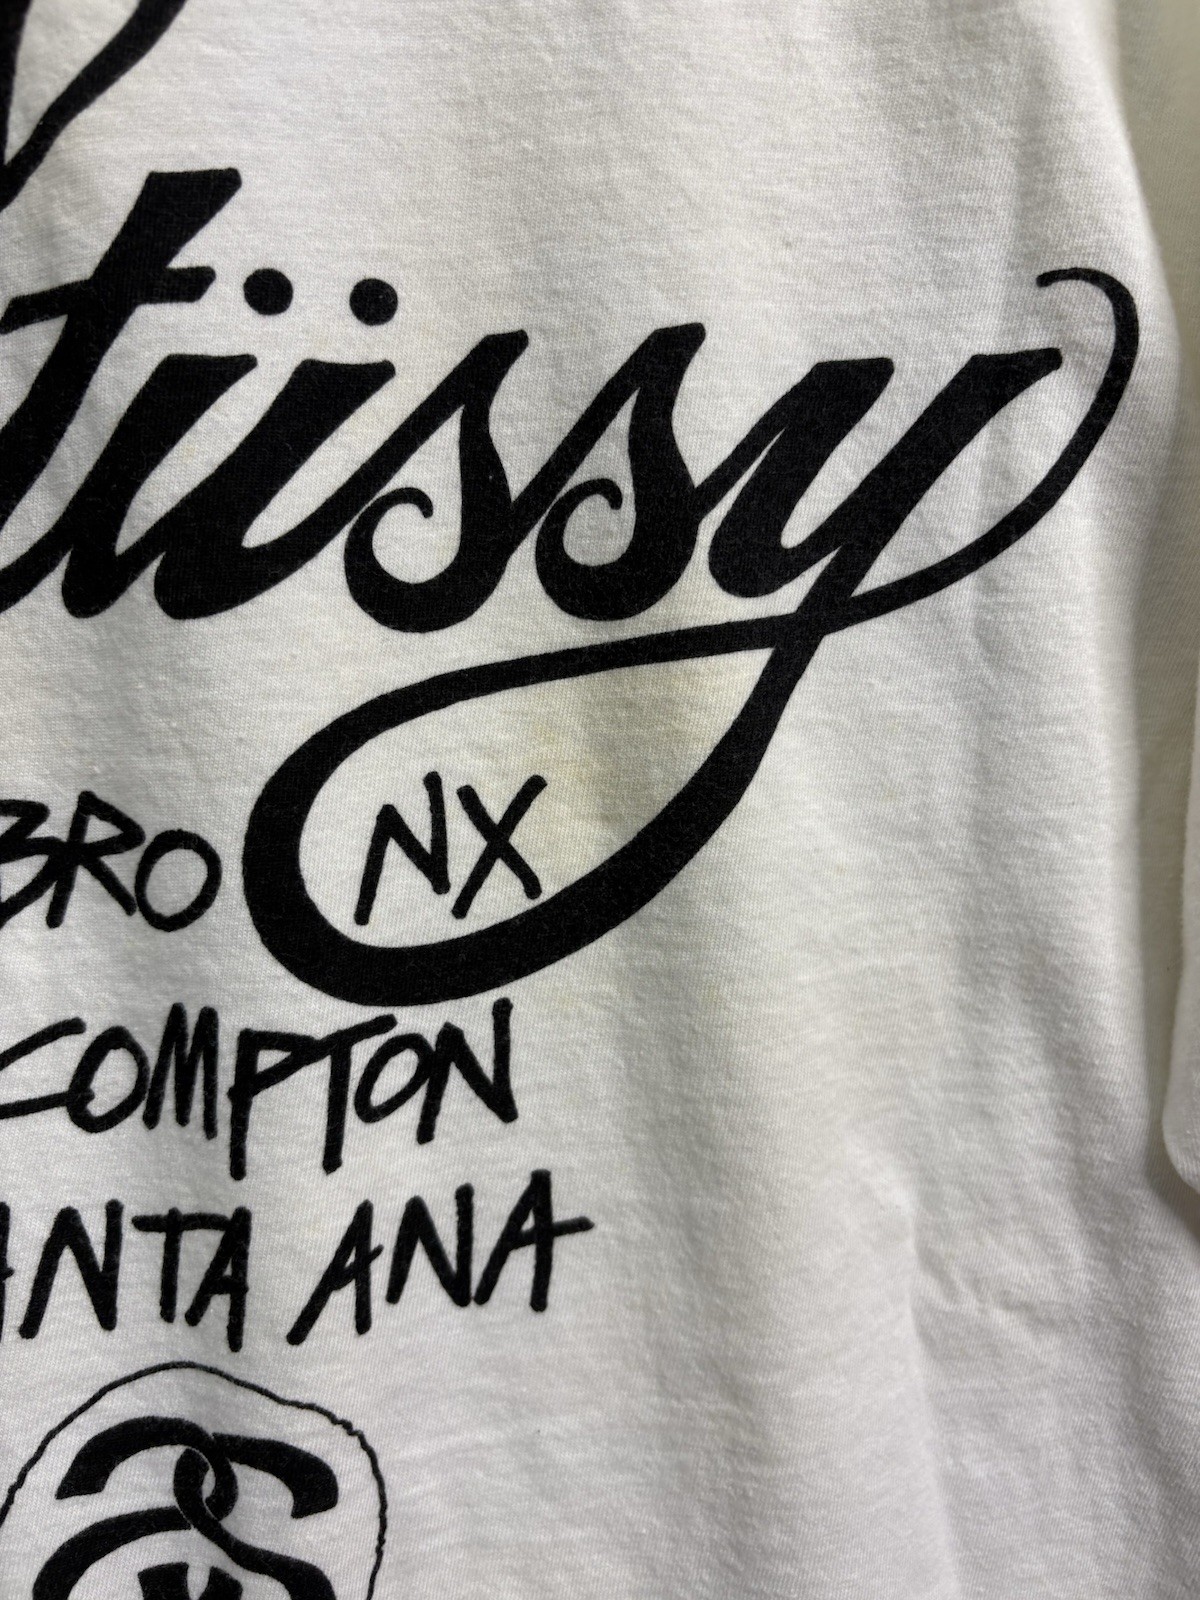 tüssy
BRO NX
COMPTON
ANTA ANA